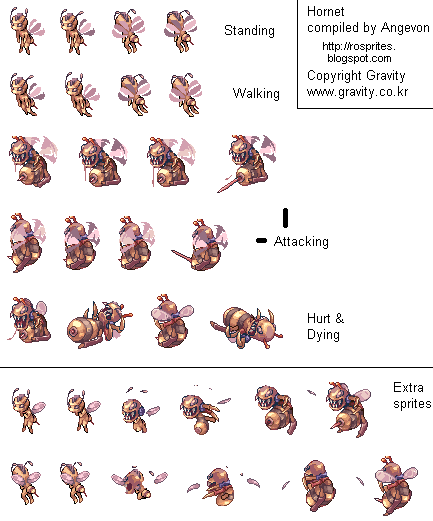 Hornet
compiled by Angevon
http://rosprites.
blogspot.com
Copyright Gravity
www.gravity.co.kr
Standing
Walking
Attacking
Hurt &
Dying
Extra
sprites